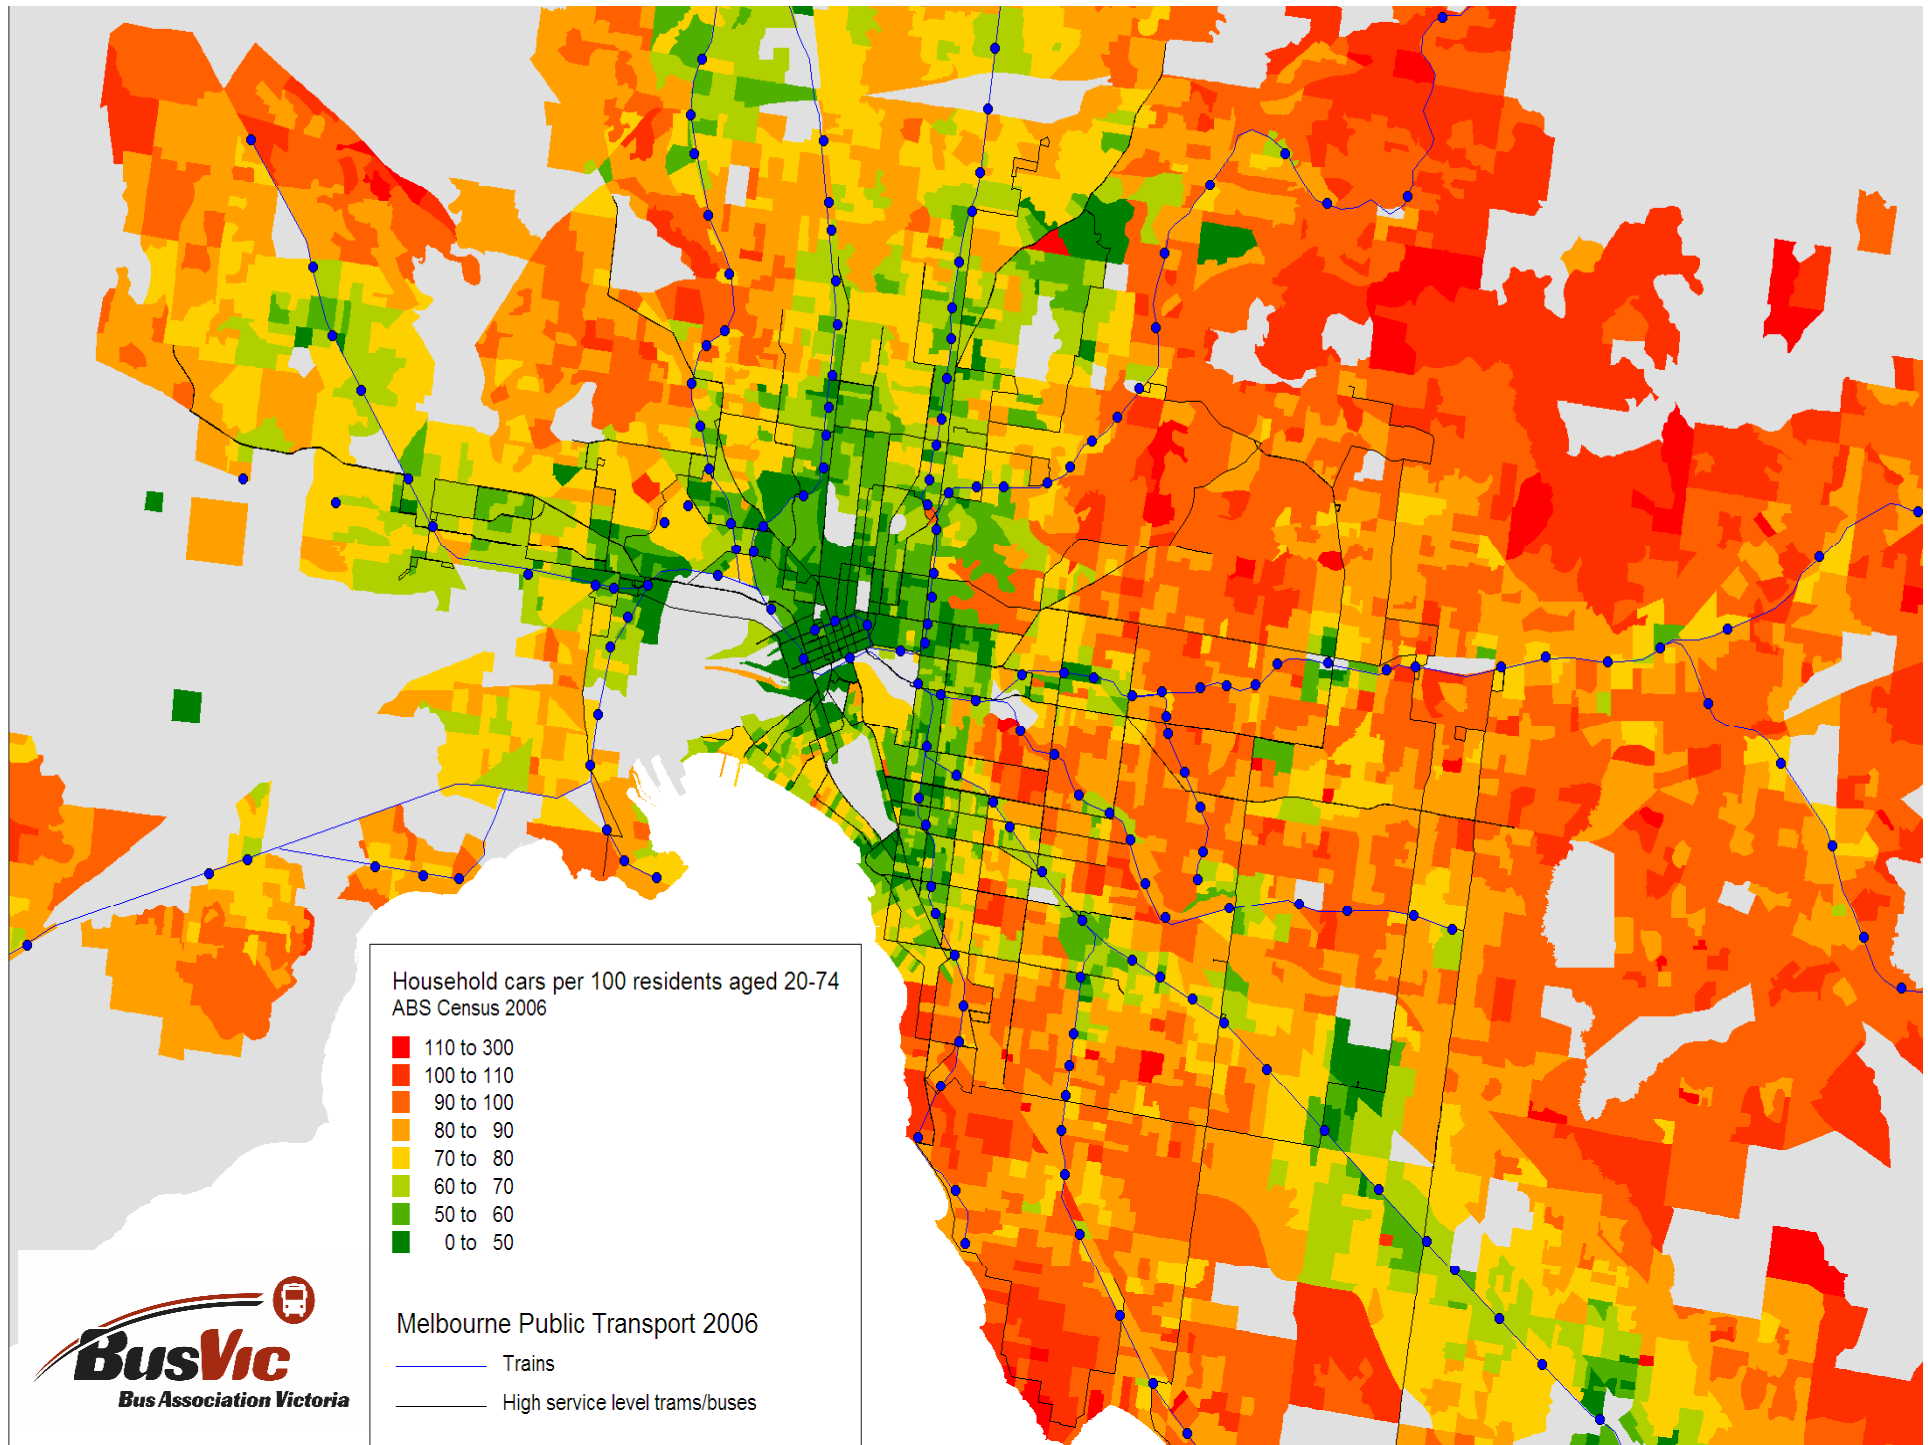 Household cars per 100 residents aged 20-74
ABS Census 2006
110 to 300
100 to 110
90 to 100
80 to 90
70 to 80
60 to 70
50 to 60
0 to 50
Melbourne Public Transport 2006
Trains
High service level trams/buses
BusVic
Bus Association Victoria